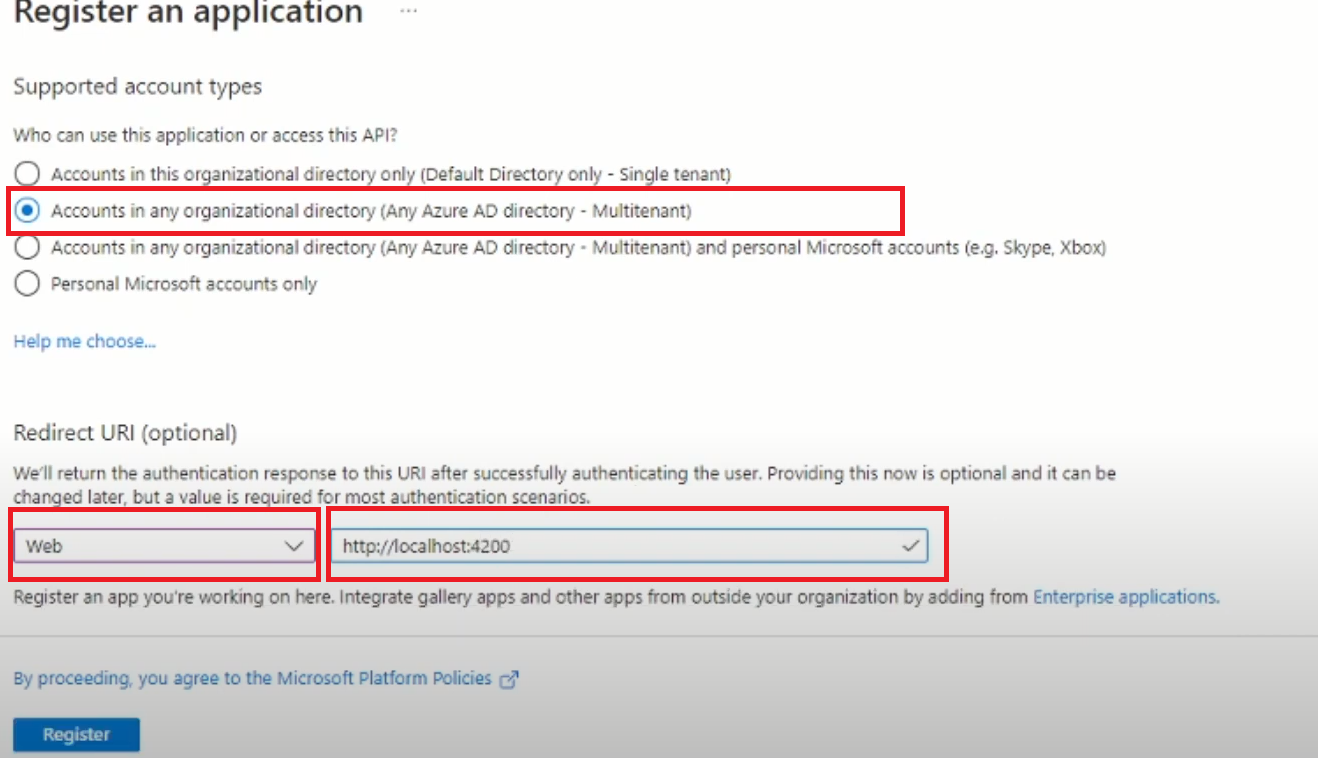 Register an application ...
Supported account types
Who can use this application or access this API?
Accounts in this organizational directory only (Default Directory only - Single tenant)
Accounts in any organizational directory (Any Azure AD directory - Multitenant)
Accounts in any organizational directory (Any Azure AD directory - Multitenant) and personal Microsoft accounts (e.g. Skype, Xbox)
Personal Microsoft accounts only
Help me choose...
Redirect URI (optional)
We'll return the authentication response to this URI after successfully authenticating the user. Providing this now is optional and it can be
changed later, but a value is required for most authentication scenarios.
Web http://localhost:4200
Register an app you're working on here. Integrate gallery apps and other apps from outside your organization by adding from Enterprise applications.
By proceeding, you agree to the Microsoft Platform Policies
Register